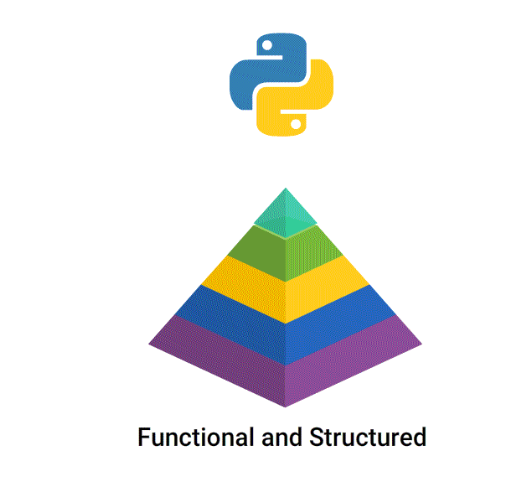 Functional and Structured